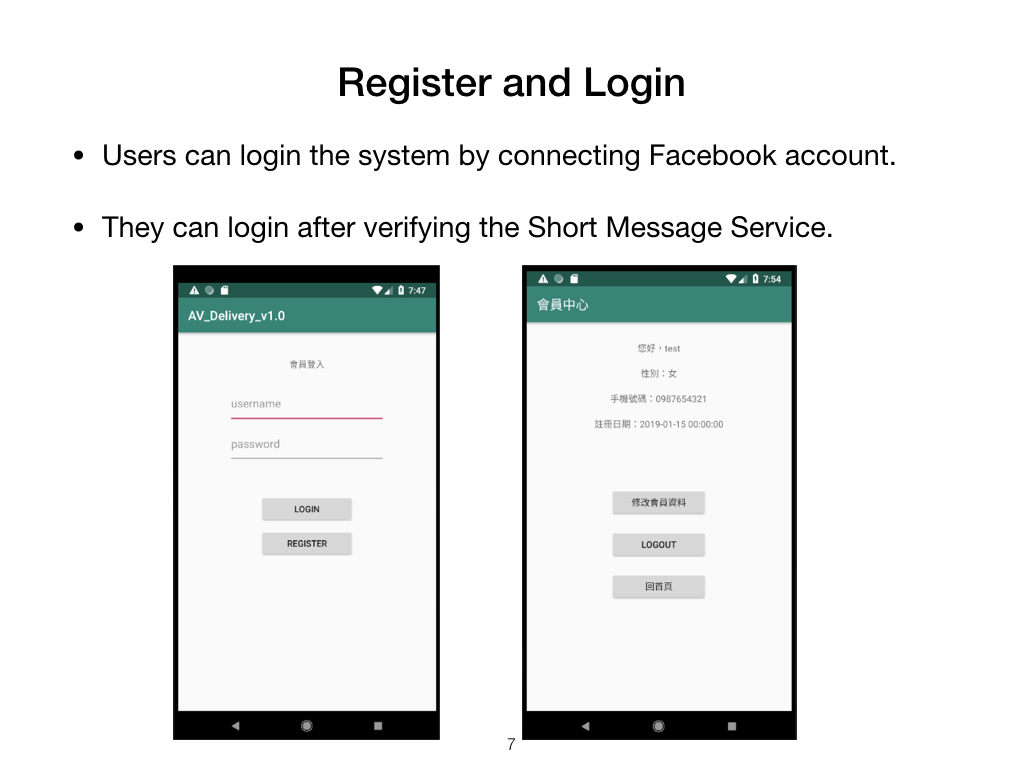 Register and Login
• Users can login the system by connecting Facebook account.
• They can login after verifying the Short Message Service.
7:47
AV_Delivery_v1.0
會員登入
username
password
LOGIN
REGISTER
7:54
會員中心
您好，test
性別：女
手機號碼：0987654321
註冊日期：2019-01-15 00:00:00
修改會員資料
LOGOUT
回首頁
7